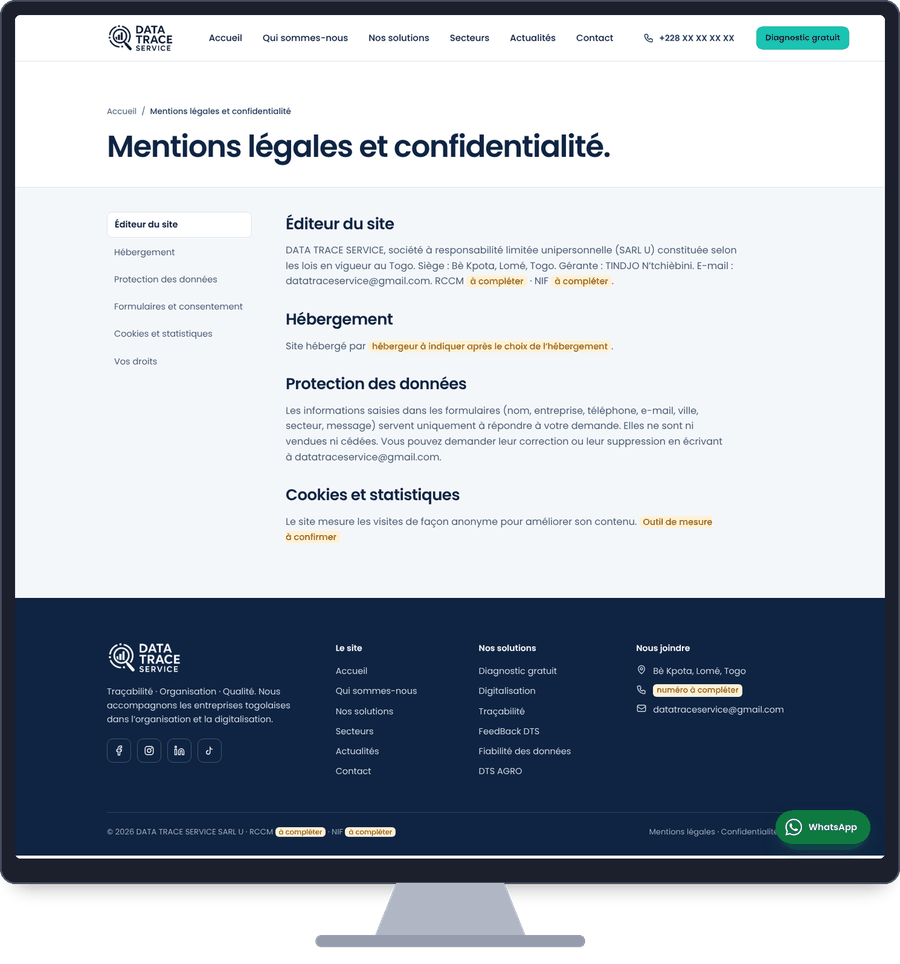 DATA
TRACE
SERVICE
Accueil
Qui sommes-nous
Nos solutions
Secteurs
Actualités
Contact
+228 XX XX XX XX
Diagnostic gratuit
Accueil / Mentions légales et confidentialité
Mentions légales et confidentialité.
Éditeur du site
Hébergement
Protection des données
Formulaires et consentement
Cookies et statistiques
Vos droits
Éditeur du site
DATA TRACE SERVICE, société à responsabilité limitée unipersonnelle (SARL U) constituée selon
les lois en vigueur au Togo. Siège : Bè Kpota, Lomé, Togo. Gérante : TINDJO N’tchièbini. E-mail :
datatraceservice@gmail.com. RCCM à compléter · NIF à compléter .
Hébergement
Site hébergé par hébergeur à indiquer après le choix de l’hébergement .
Protection des données
Les informations saisies dans les formulaires (nom, entreprise, téléphone, e-mail, ville,
secteur, message) servent uniquement à répondre à votre demande. Elles ne sont ni
vendues ni cédées. Vous pouvez demander leur correction ou leur suppression en écrivant
à datatraceservice@gmail.com.
Cookies et statistiques
Le site mesure les visites de façon anonyme pour améliorer son contenu. Outil de mesure
à confirmer
DATA
TRACE
SERVICE
Traçabilité · Organisation · Qualité. Nous
accompagnons les entreprises togolaises
dans l’organisation et la digitalisation.
Le site
Accueil
Qui sommes-nous
Nos solutions
Secteurs
Actualités
Contact
Nos solutions
Diagnostic gratuit
Digitalisation
Traçabilité
FeedBack DTS
Fiabilité des données
DTS AGRO
Nous joindre
Bè Kpota, Lomé, Togo
numéro à compléter
datatraceservice@gmail.com
© 2026 DATA TRACE SERVICE SARL U · RCCM à compléter · NIF à compléter
Mentions légales · Confidentialité
WhatsApp